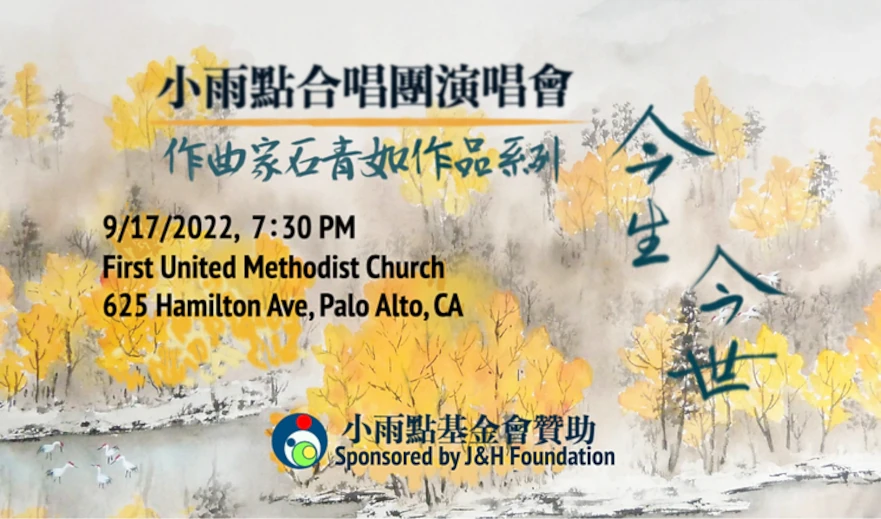 小雨點合唱團演唱會
作曲家石青如作品系列
今生
今世
9/17/2022, 7:30 PM
First United Methodist Church
625 Hamilton Ave, Palo Alto, CA
小雨點基金會贊助
Sponsored by J&H Foundation